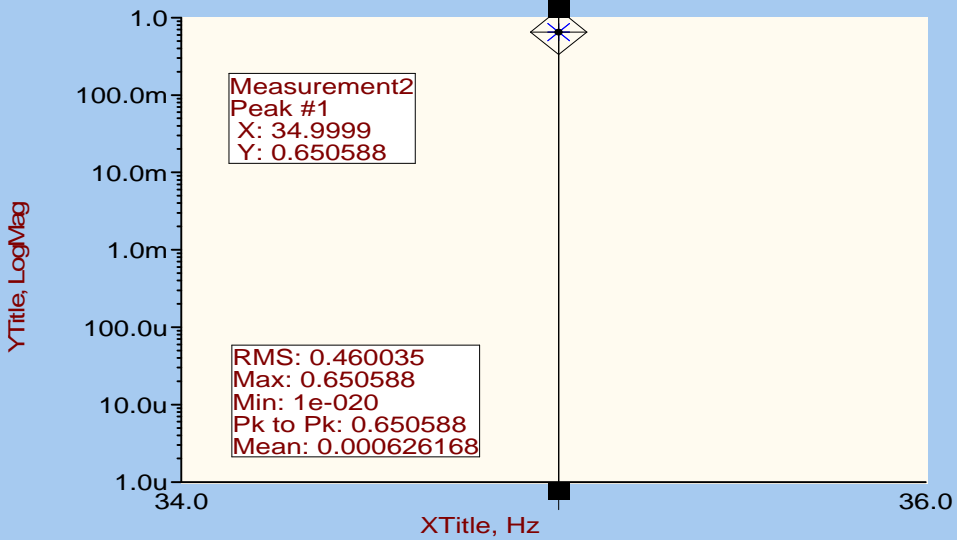 1.0
100.0m
10.0m
1.0m
100.0u
10.0u
1.0u
YTitle, LogMag
Measurement2
Peak #1
X: 34.9999
Y: 0.650588
RMS: 0.460035
Max: 0.650588
Min: 1e-020
Pk to Pk: 0.650588
Mean: 0.000626168
34.0
36.0
XTitle, Hz